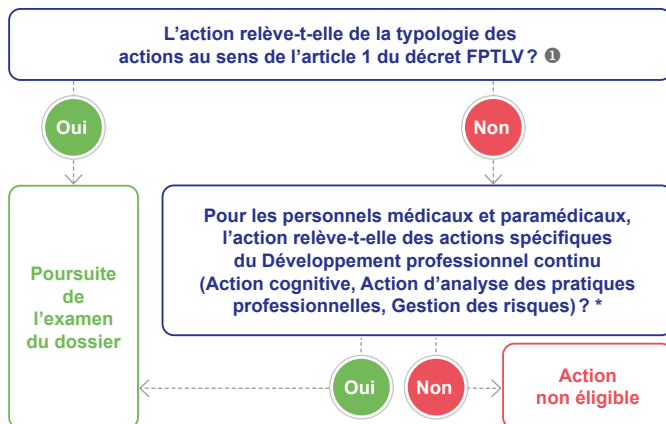 L’action relève-t-elle de la typologie des
actions au sens de l’article 1 du décret FPTLV ? ❶
Oui
Non
Poursuite
de
l’examen
du dossier
Pour les personnels médicaux et paramédicaux,
l’action relève-t-elle des actions spécifiques
du Développement professionnel continu
(Action cognitive, Action d’analyse des pratiques
professionnelles, Gestion des risques) ? *
Oui
Non
Action
non éligible